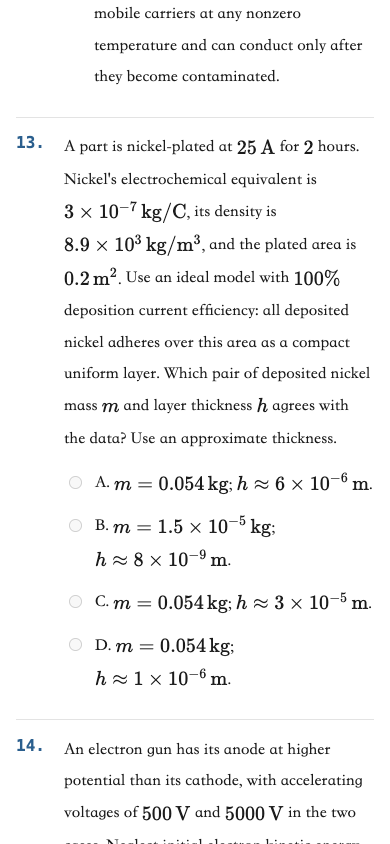 mobile carriers at any nonzero
temperature and can conduct only after
they become contaminated.
13. A part is nickel-plated at 25 A for 2 hours.
Nickel's electrochemical equivalent is
3 × 10⁻⁷ kg/C, its density is
8.9 × 10³ kg/m³, and the plated area is
0.2 m². Use an ideal model with 100%
deposition current efficiency: all deposited
nickel adheres over this area as a compact
uniform layer. Which pair of deposited nickel
mass m and layer thickness h agrees with
the data? Use an approximate thickness.
A. m = 0.054 kg; h ≈ 6 × 10⁻⁶ m.
B. m = 1.5 × 10⁻⁵ kg;
h ≈ 8 × 10⁻⁹ m.
C. m = 0.054 kg; h ≈ 3 × 10⁻⁵ m.
D. m = 0.054 kg;
h ≈ 1 × 10⁻⁶ m.
14. An electron gun has its anode at higher
potential than its cathode, with accelerating
voltages of 500 V and 5000 V in the two